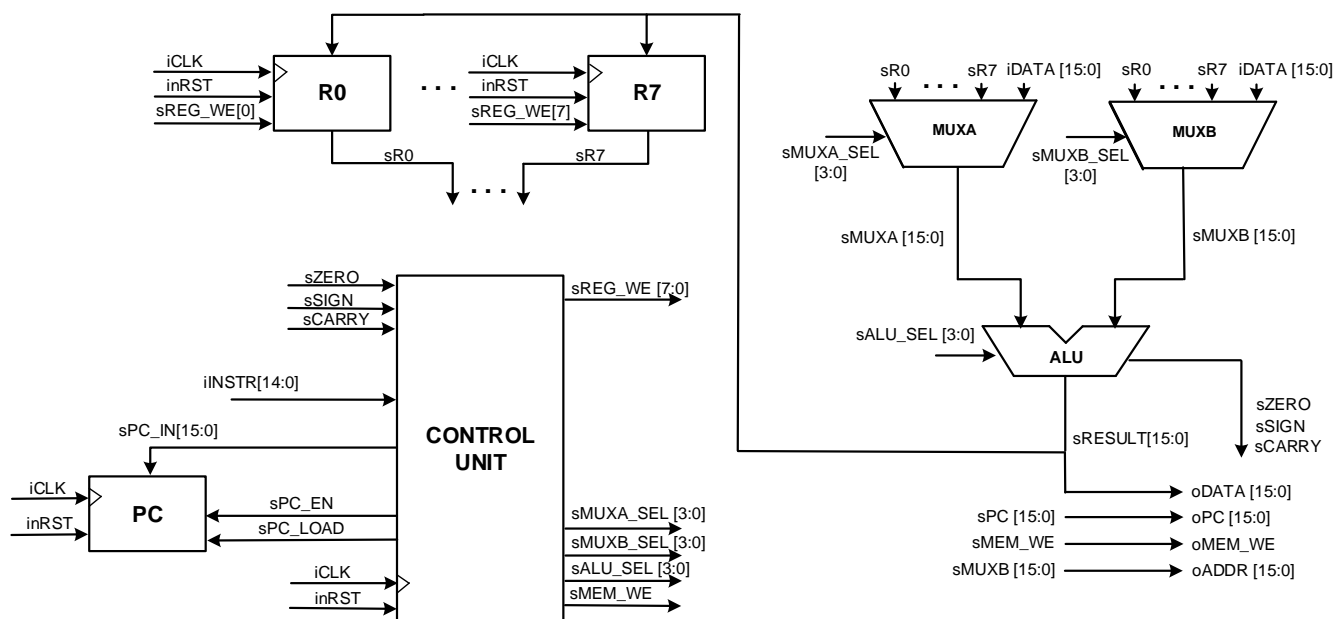 iCLK
inRST
sREG_WE[0]
R0
. . .
iCLK
inRST
sREG_WE[7]
R7
sR0
sR7
. . .
sR0
. . .
sR7
iDATA [15:0]
MUXA
sMUXA_SEL
[3:0]
sMUXA [15:0]
sR0
. . .
sR7
iDATA [15:0]
MUXB
sMUXB_SEL
[3:0]
sMUXB [15:0]
sALU_SEL [3:0]
ALU
sZERO
sSIGN
sCARRY
sRESULT[15:0]
oDATA [15:0]
sPC [15:0]
oPC [15:0]
sMEM_WE
oMEM_WE
sMUXB [15:0]
oADDR [15:0]
sZERO
sSIGN
sCARRY
iINSTR[14:0]
sPC_IN[15:0]
CONTROL
UNIT
sREG_WE [7:0]
iCLK
inRST
PC
sPC_EN
sPC_LOAD
iCLK
inRST
sMUXA_SEL [3:0]
sMUXB_SEL [3:0]
sALU_SEL [3:0]
sMEM_WE